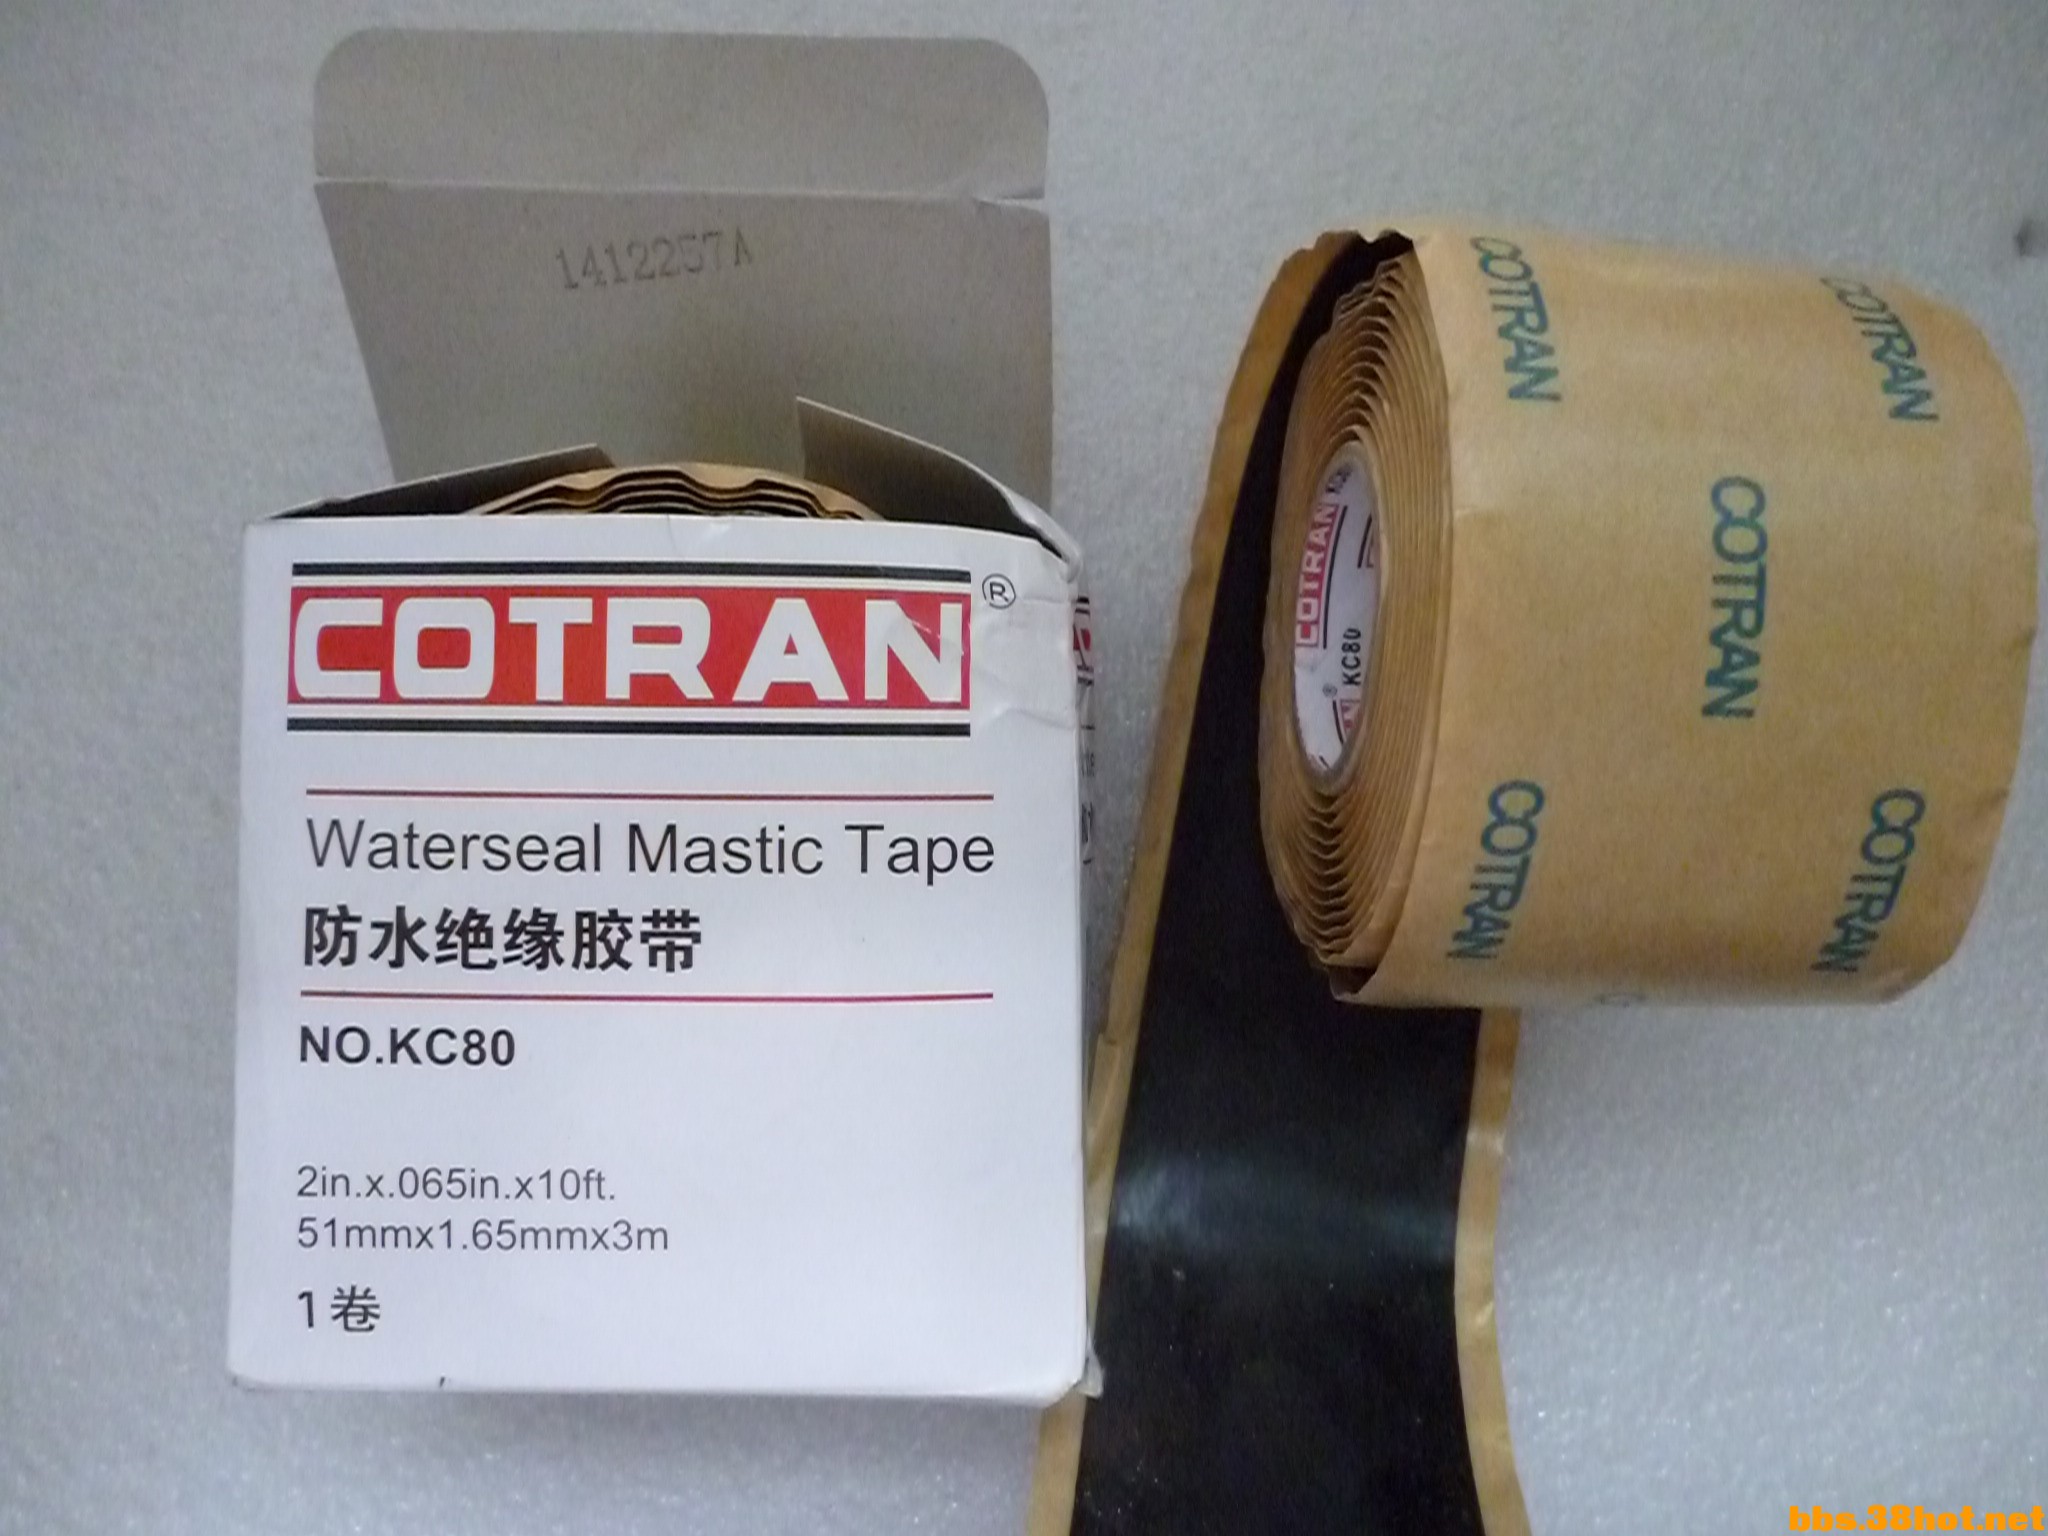 1412257A
COTRAN®
Waterseal Mastic Tape
防水绝缘胶带
NO.KC80
2in.x.065in.x10ft.
51mmx1.65mmx3m
1卷
COTRAN
COTRAN
COTRAN
COTRAN
COTRAN
COTRAN
KC80
bbs.38hot.net